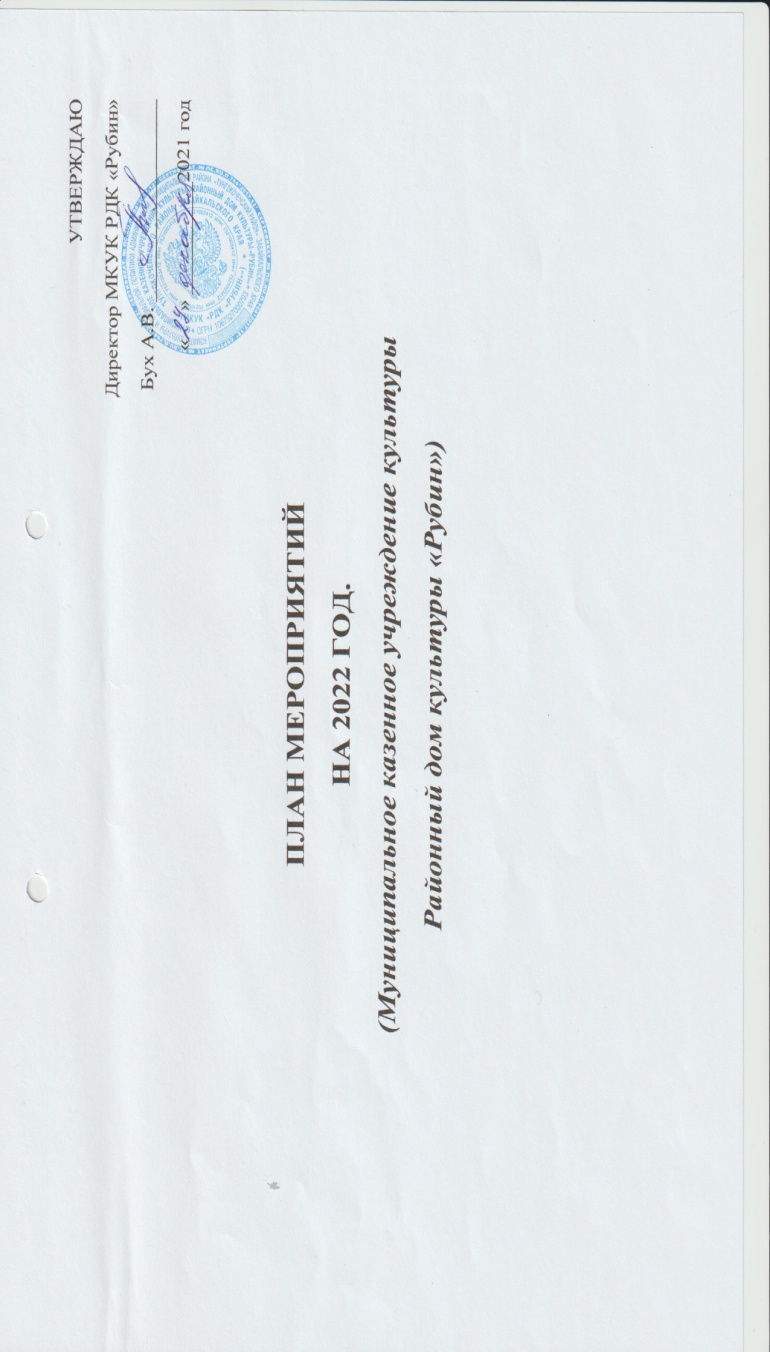 УТВЕРЖДАЮ
Директор МКУК РДК «Рубин»
Бух А.В.
« » декабря 2021 год
ПЛАН МЕРОПРИЯТИЙ
НА 2022 ГОД.
(Муниципальное казенное учреждение культуры
Районный дом культуры «Рубин»)